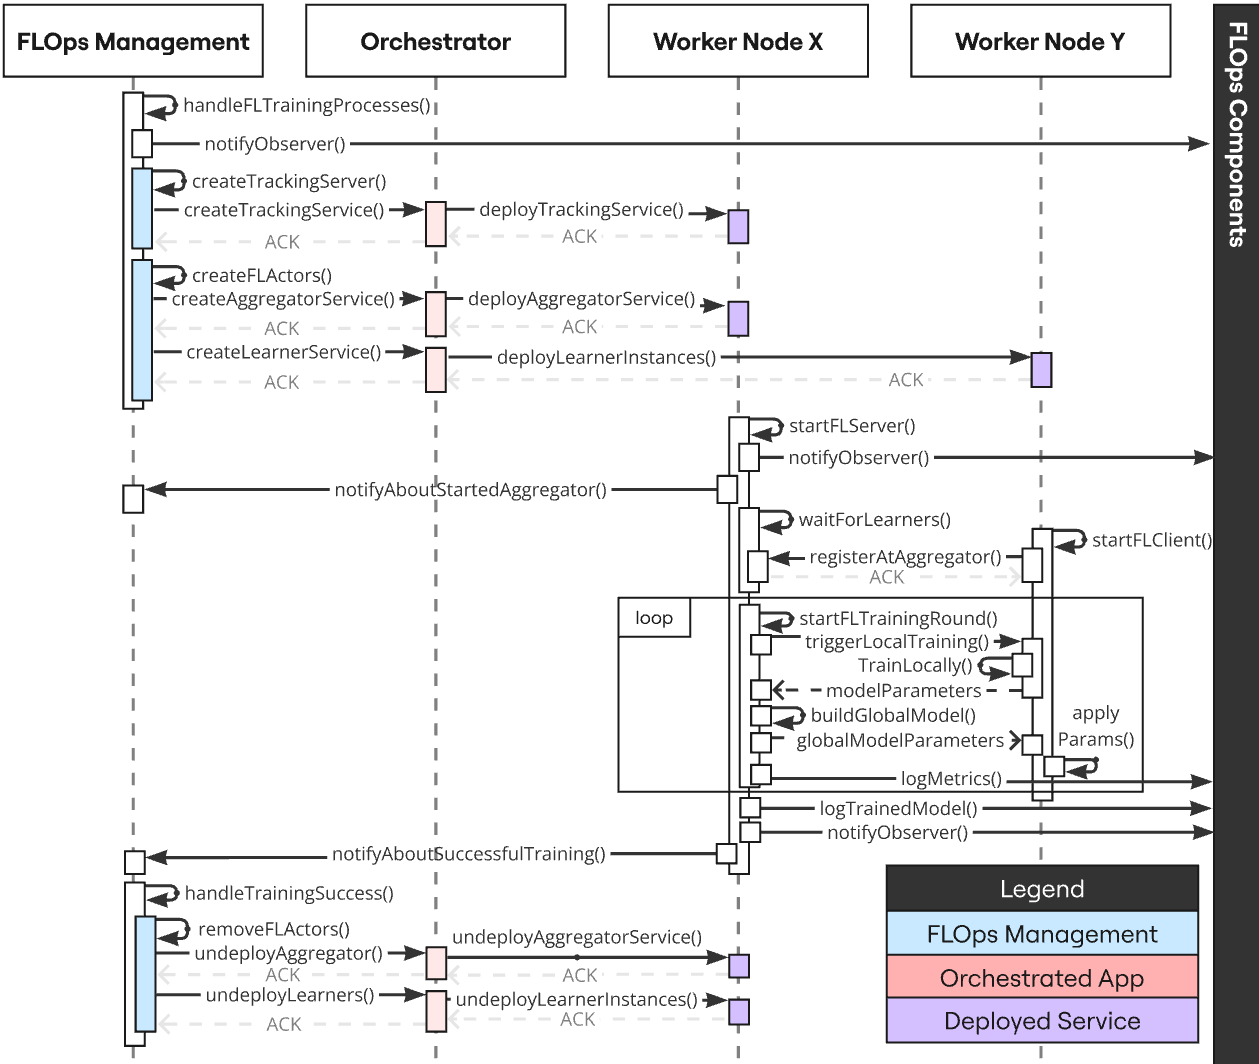 FLOps Management
Orchestrator
Worker Node X
Worker Node Y
FLOps Components
handleFLTrainingProcesses()
notifyObserver()
createTrackingServer()
createTrackingService()
deployTrackingService()
ACK
ACK
createFLActors()
createAggregatorService()
deployAggregatorService()
ACK
ACK
createLearnerService()
deployLearnerInstances()
ACK
ACK
startFLServer()
notifyObserver()
notifyAboutStartedAggregator()
waitForLearners()
startFLClient()
registerAtAggregator()
ACK
loop
startFLTrainingRound()
triggerLocalTraining()
TrainLocally()
modelParameters
buildGlobalModel()
apply
Params()
globalModelParameters
logMetrics()
logTrainedModel()
notifyObserver()
notifyAboutSuccessfulTraining()
handleTrainingSuccess()
removeFLActors()
undeployAggregator()
undeployAggregatorService()
ACK
ACK
undeployLearners()
undeployLearnerInstances()
ACK
ACK
Legend
FLOps Management
Orchestrated App
Deployed Service